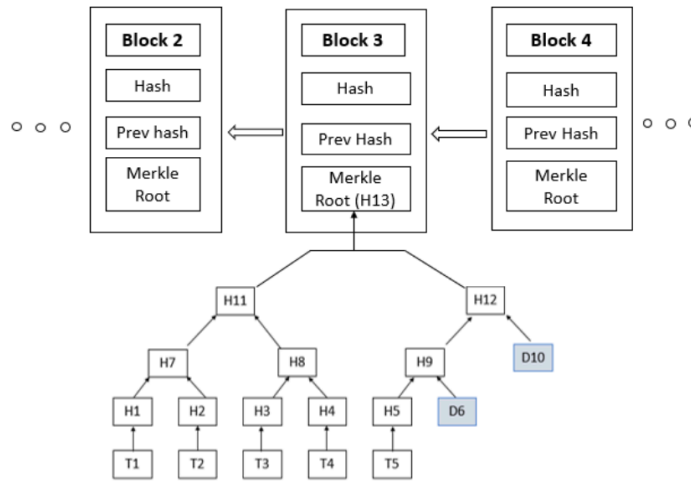 Block 2
Hash
Prev hash
Merkle
Root
Block 3
Hash
Prev Hash
Merkle
Root (H13)
Block 4
Hash
Prev Hash
Merkle
Root
H11
H12
H7
H8
H9
D10
H1
H2
H3
H4
H5
D6
T1
T2
T3
T4
T5